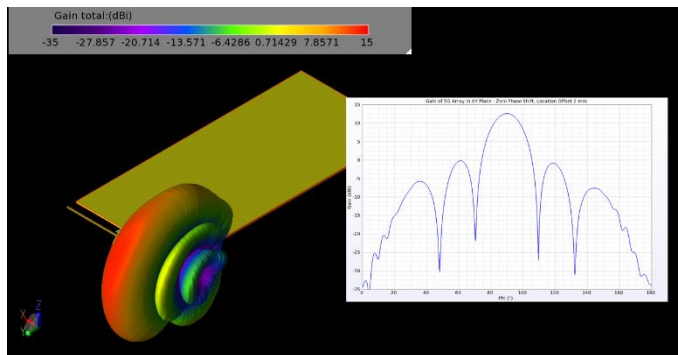 Gain total:(dBi)
-35 -27.857 -20.714 -13.571 -6.4286 0.71429 7.8571 15
Gain of 5G Array in XY Plane - Zero Phase Shift, Location Offset 2 mm
15
10
5
0
-5
-10
-15
-20
-25
-30
-35
Gain (dBi)
0 20 40 60 80 100 120 140 160 180
Phi (°)
X Z
Y